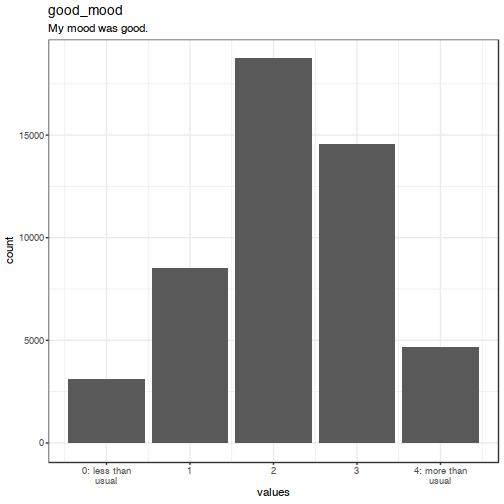 good_mood
My mood was good.
15000
10000
5000
0
count
0: less than
usual
1
2
3
4: more than
usual
values